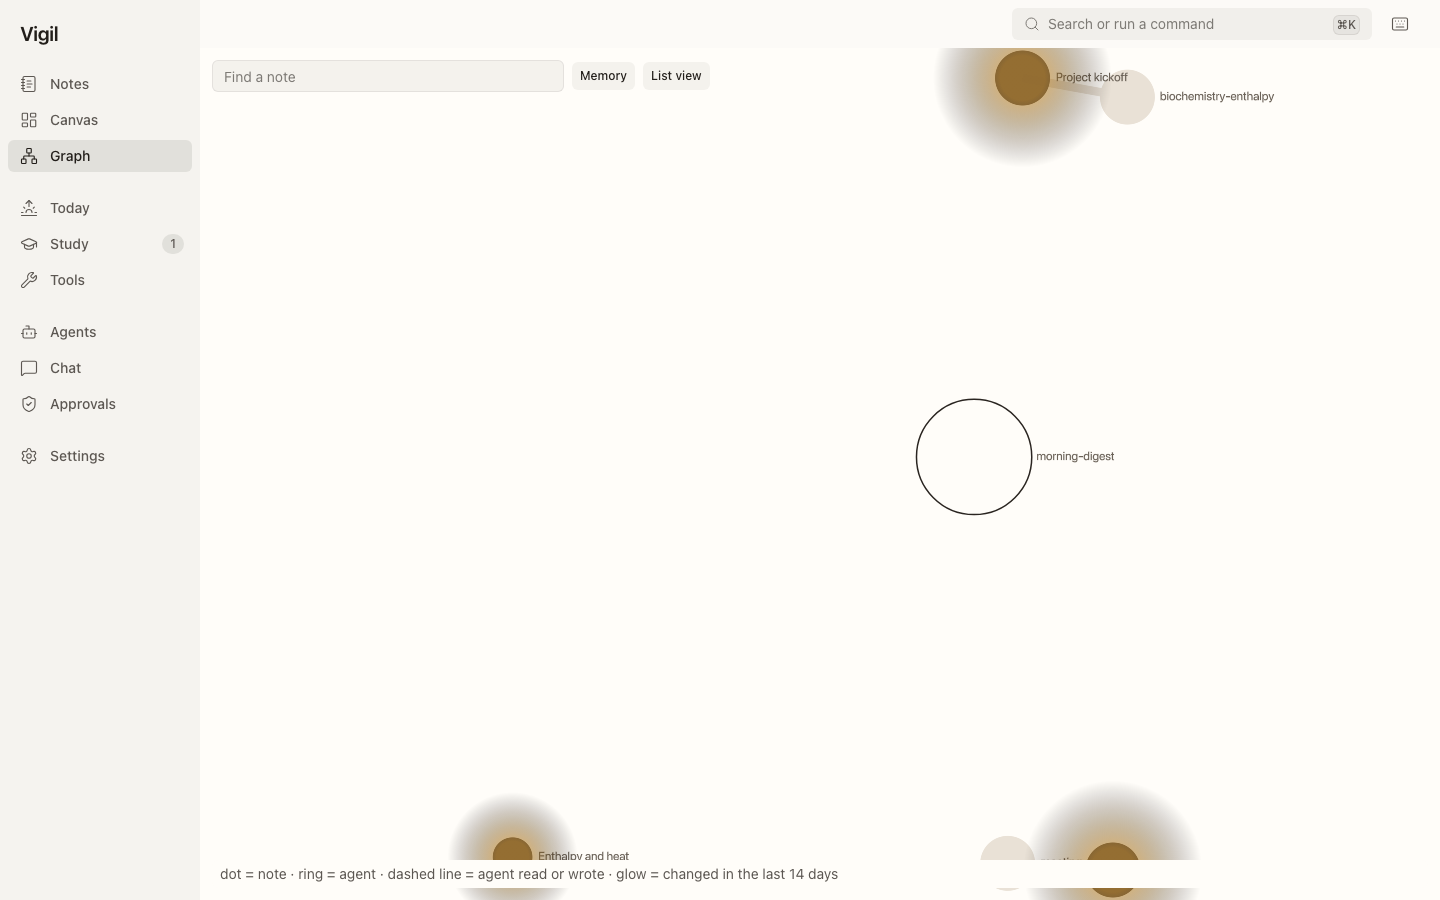 Vigil
Search or run a command
⌘K
Notes
Canvas
Graph
Today
Study
1
Tools
Agents
Chat
Approvals
Settings
Find a note
Memory
List view
Project kickoff
biochemistry-enthalpy
morning-digest
Enthalpy and heat
dot = note · ring = agent · dashed line = agent read or wrote · glow = changed in the last 14 days